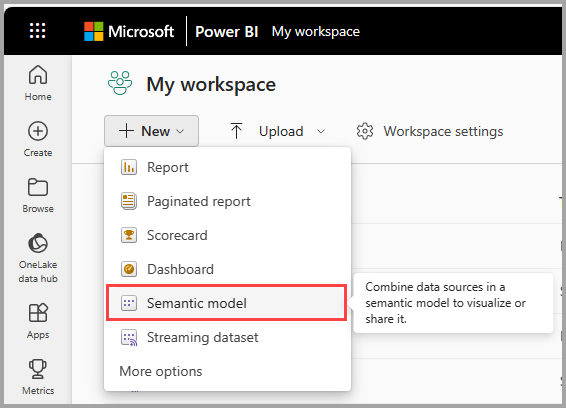 Microsoft Power BI My workspace
Home
My workspace
Create
New Upload Workspace settings
Browse
Report
Paginated report
Scorecard
OneLake
data hub
Dashboard
Semantic model
Combine data sources in a
semantic model to visualize or
share it.
Apps
Streaming dataset
More options
Metrics